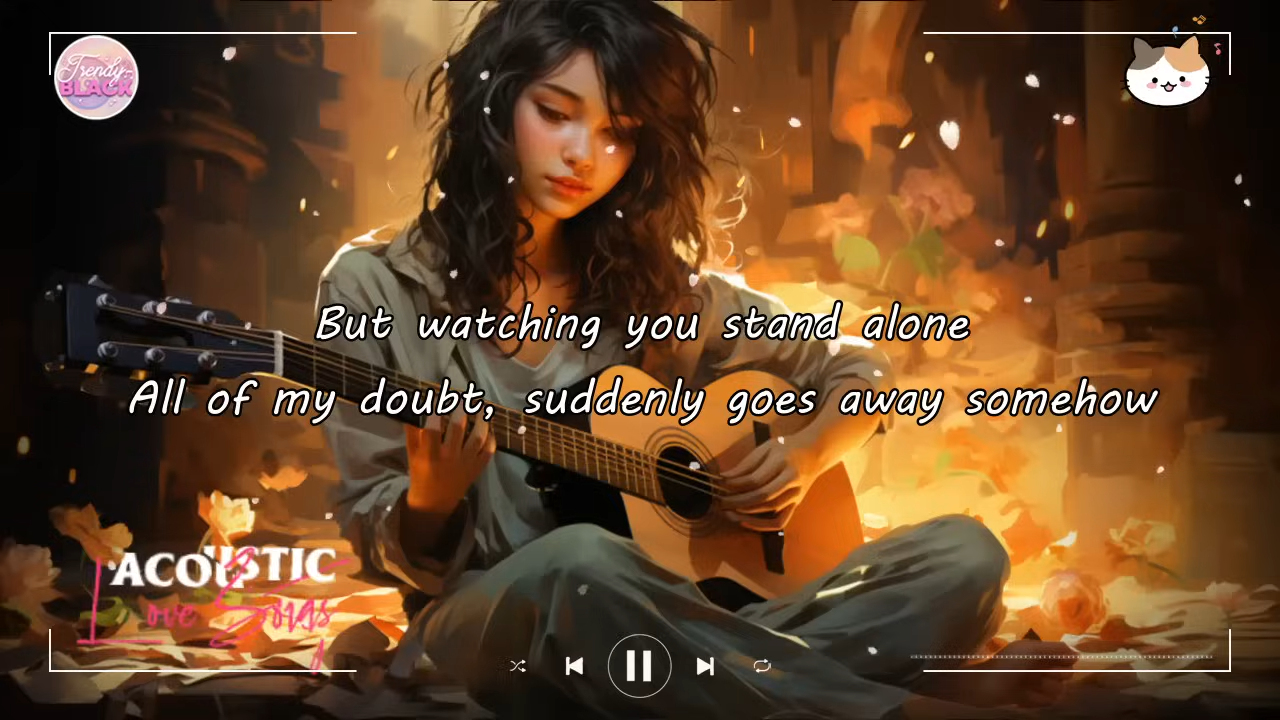 Trendy
BLACK
But watching you stand alone
All of my doubt, suddenly goes away somehow
ACOUSTIC
Love Songs